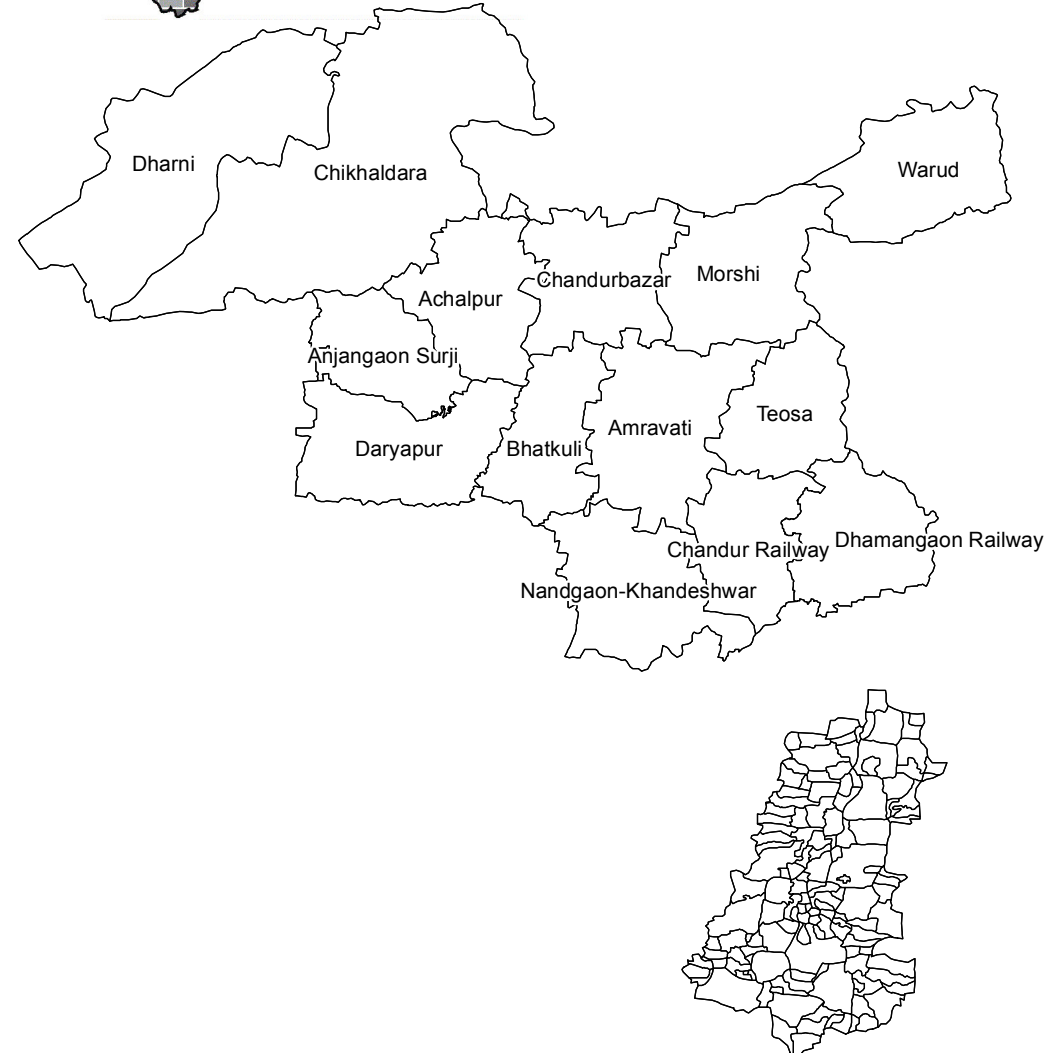 Dharni
Chikhaldara
Warud
Achalpur
Chandurbazar
Morshi
Anjangaon Surji
Daryapur
Bhatkuli
Amravati
Teosa
Chandur Railway
Dhamangaon Railway
Nandgaon-Khandeshwar